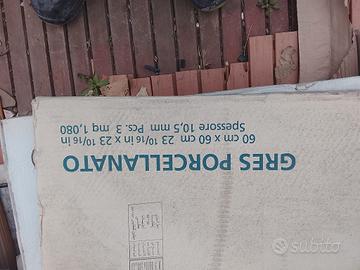 GRES PORCELLANATO
60 cm x 60 cm 23 10/16 in x 23 10/16 in
Spessore 10,5 mm Pcs. 3 mq 1,080
subito